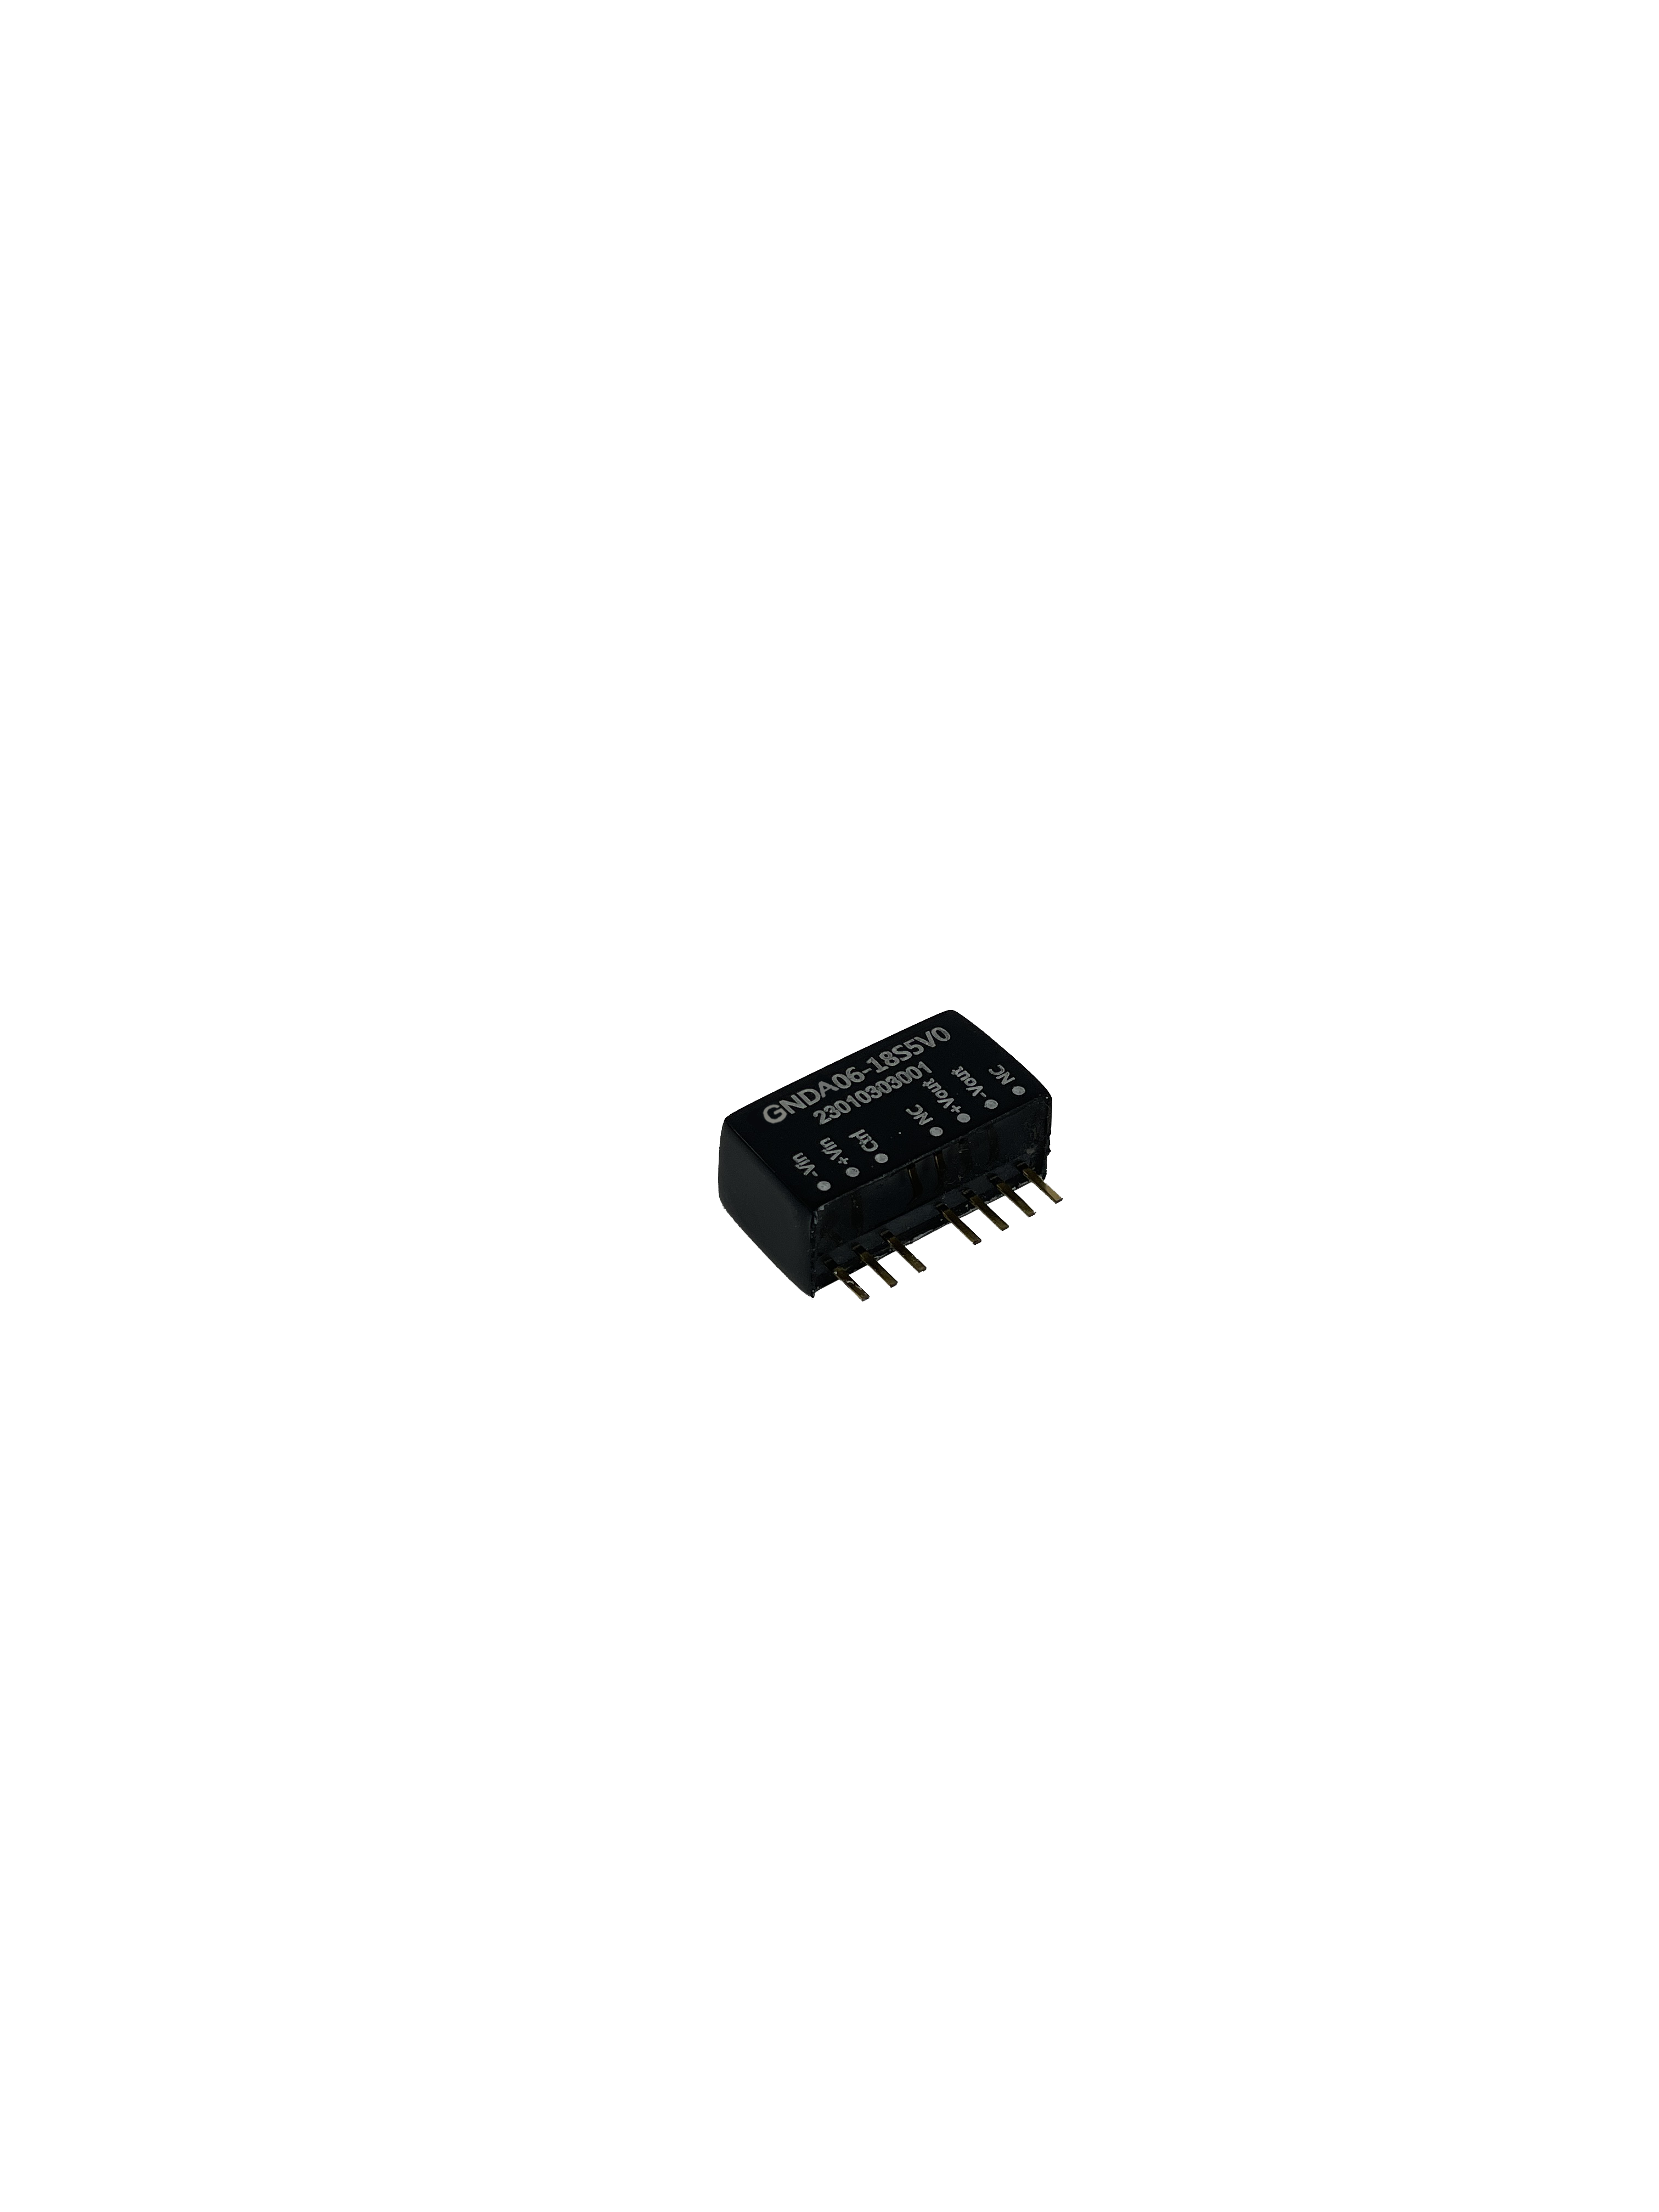 GNDA06-18S5V0
23010303001
-Vin
+Vin
Ctrl
NC
+Vout
-Vout
NC